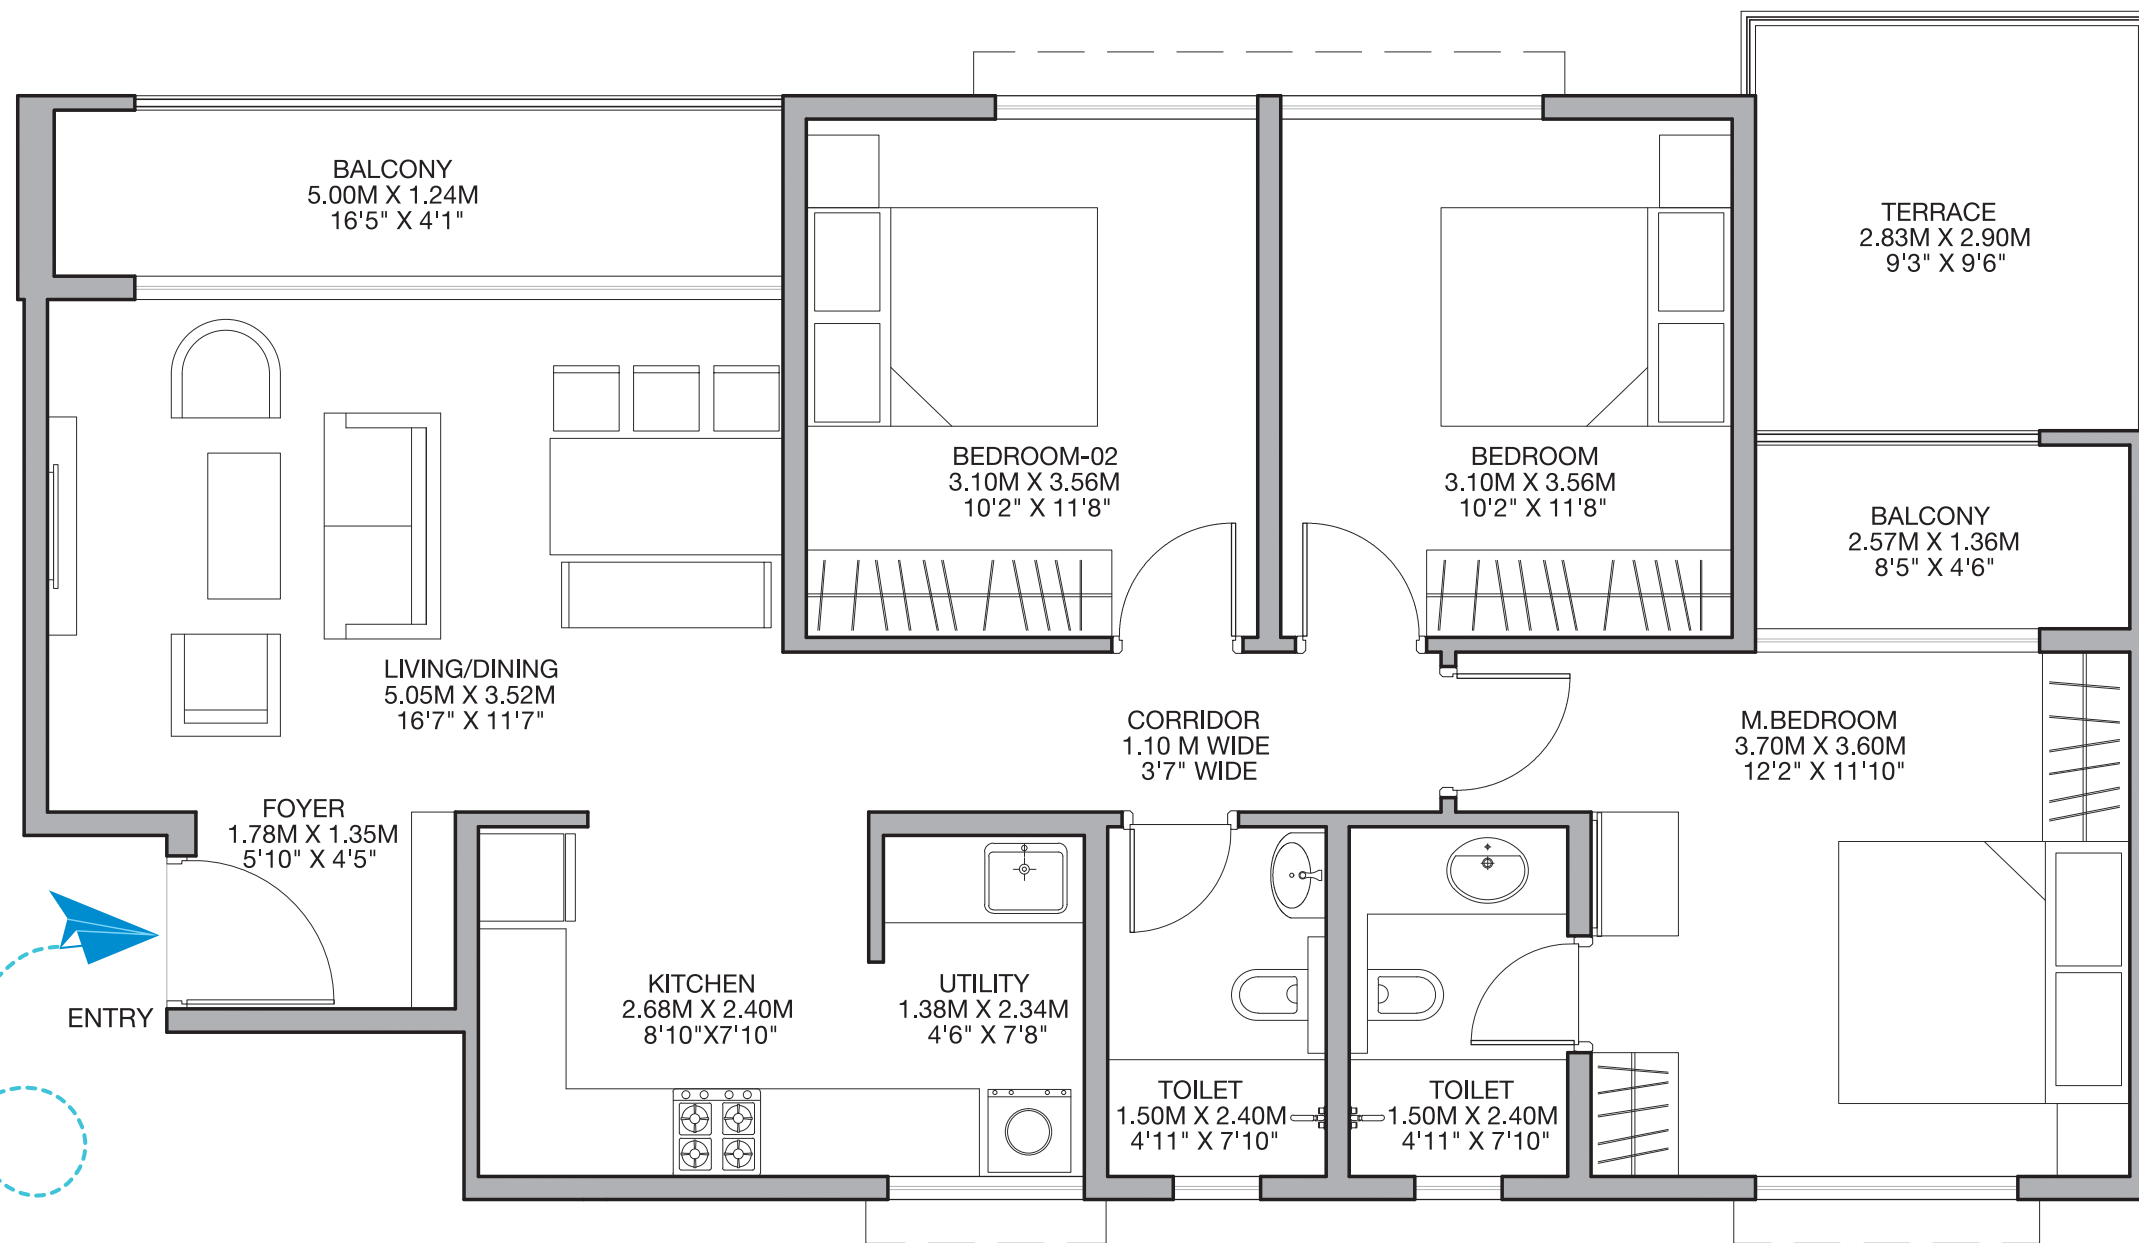 BALCONY
5.00M X 1.24M
16'5" X 4'1"
TERRACE
2.83M X 2.90M
9'3" X 9'6"
BEDROOM-02
3.10M X 3.56M
10'2" X 11'8"
BEDROOM
3.10M X 3.56M
10'2" X 11'8"
BALCONY
2.57M X 1.36M
8'5" X 4'6"
LIVING/DINING
5.05M X 3.52M
16'7" X 11'7"
CORRIDOR
1.10 M WIDE
3'7" WIDE
M.BEDROOM
3.70M X 3.60M
12'2" X 11'10"
FOYER
1.78M X 1.35M
5'10" X 4'5"
ENTRY
KITCHEN
2.68M X 2.40M
8'10"X7'10"
UTILITY
1.38M X 2.34M
4'6" X 7'8"
TOILET
1.50M X 2.40M
4'11" X 7'10"
TOILET
1.50M X 2.40M
4'11" X 7'10"